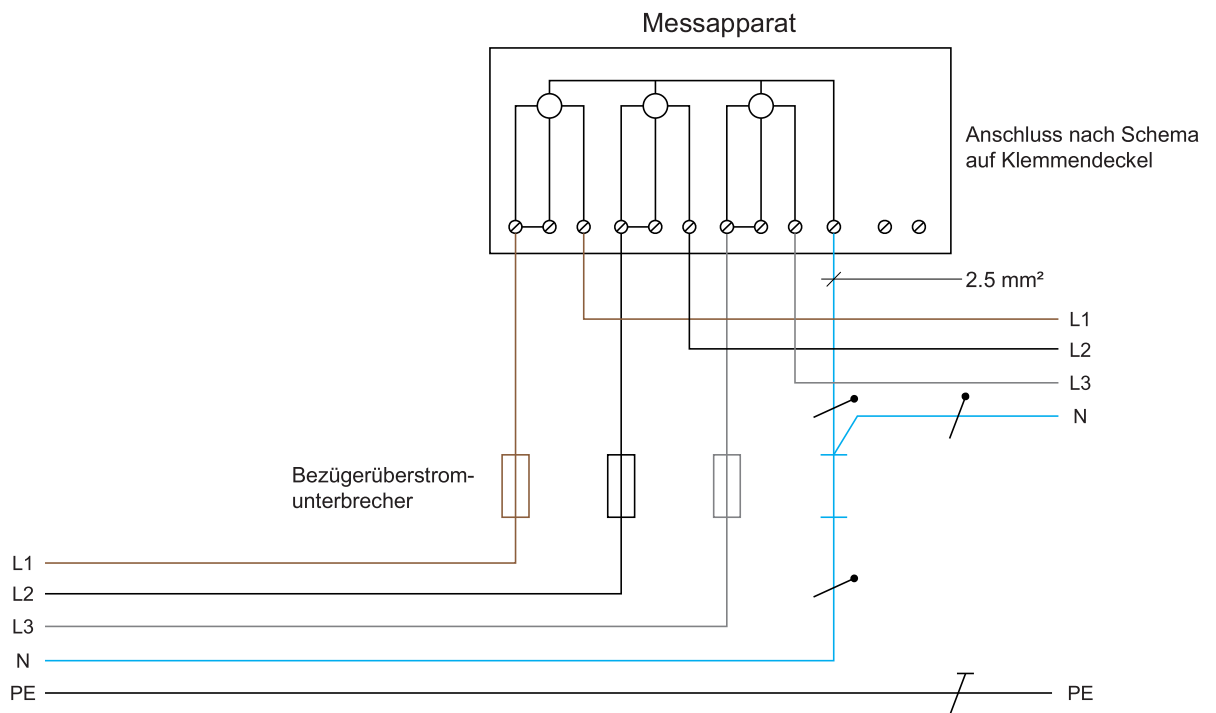 Messapparat
Anschluss nach Schema
auf Klemmendeckel
2.5 mm²
L1
L2
L3
N
Bezügerüberstrom-
unterbrecher
L1
L2
L3
N
PE
PE